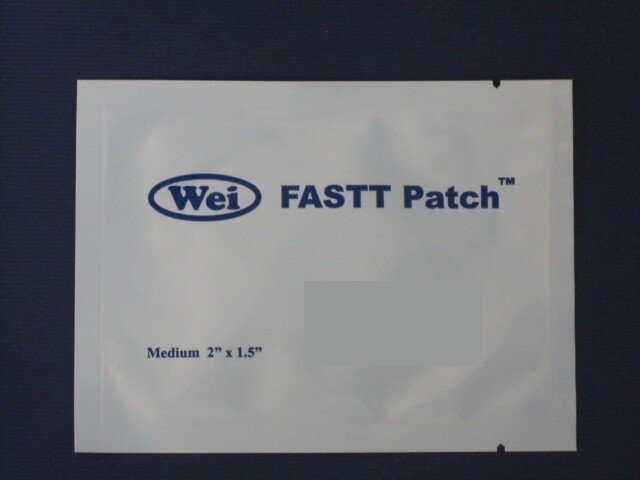 Wei FASTT Patch™
Medium 2” x 1.5”